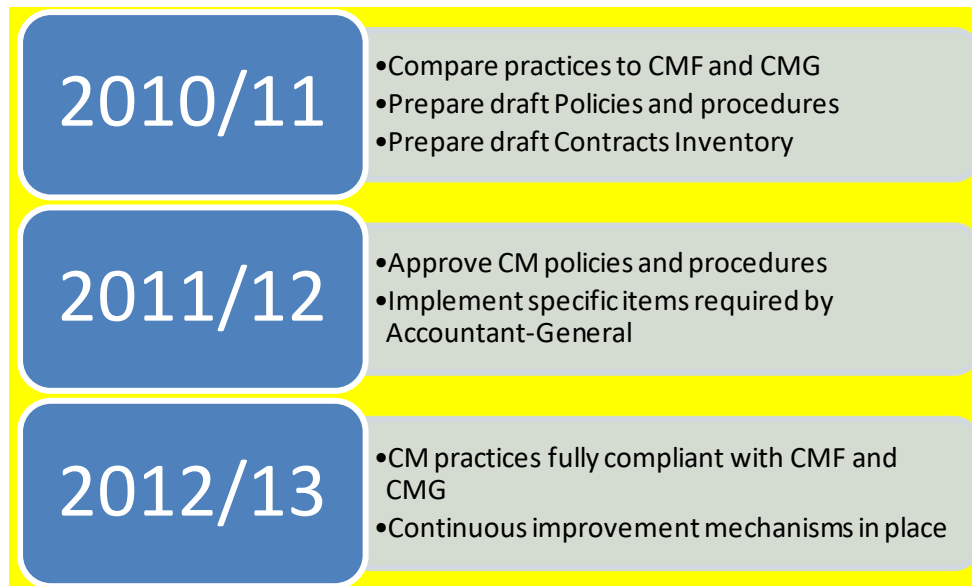 2010/11
•Compare practices to CMF and CMG
•Prepare draft Policies and procedures
•Prepare draft Contracts Inventory
2011/12
•Approve CM policies and procedures
•Implement specific items required by
Accountant-General
2012/13
•CM practices fully compliant with CMF and
CMG
•Continuous improvement mechanisms in place